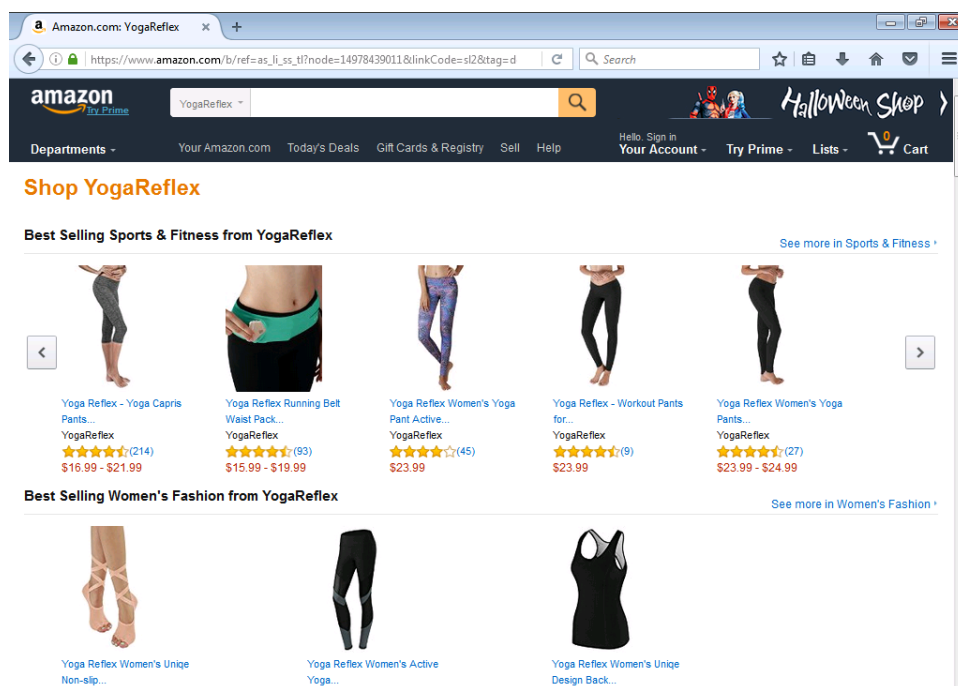 Amazon.com: YogaReflex
https://www.amazon.com/b/ref=as_li_ss_tl?node=14978439011&linkCode=sl2&tag=d
Search
amazon
Try Prime
YogaReflex
Halloween Shop
Departments
Your Amazon.com Today's Deals Gift Cards & Registry Sell Help
Hello. Sign in
Your Account
Try Prime
Lists
0
Cart
Shop YogaReflex
Best Selling Sports & Fitness from YogaReflex
See more in Sports & Fitness
Yoga Reflex - Yoga Capris
Pants...
YogaReflex
(214)
$16.99 - $21.99
Yoga Reflex Running Belt
Waist Pack...
YogaReflex
(93)
$15.99 - $19.99
Yoga Reflex Women's Yoga
Pant Active...
YogaReflex
(45)
$23.99
Yoga Reflex - Workout Pants
for...
YogaReflex
(9)
$23.99
Yoga Reflex Women's Yoga
Pants...
YogaReflex
(27)
$23.99 - $24.99
Best Selling Women's Fashion from YogaReflex
See more in Women's Fashion
Yoga Reflex Women's Uniqe
Non-slip...
Yoga Reflex Women's Active
Yoga...
Yoga Reflex Women's Uniqe
Design Back...